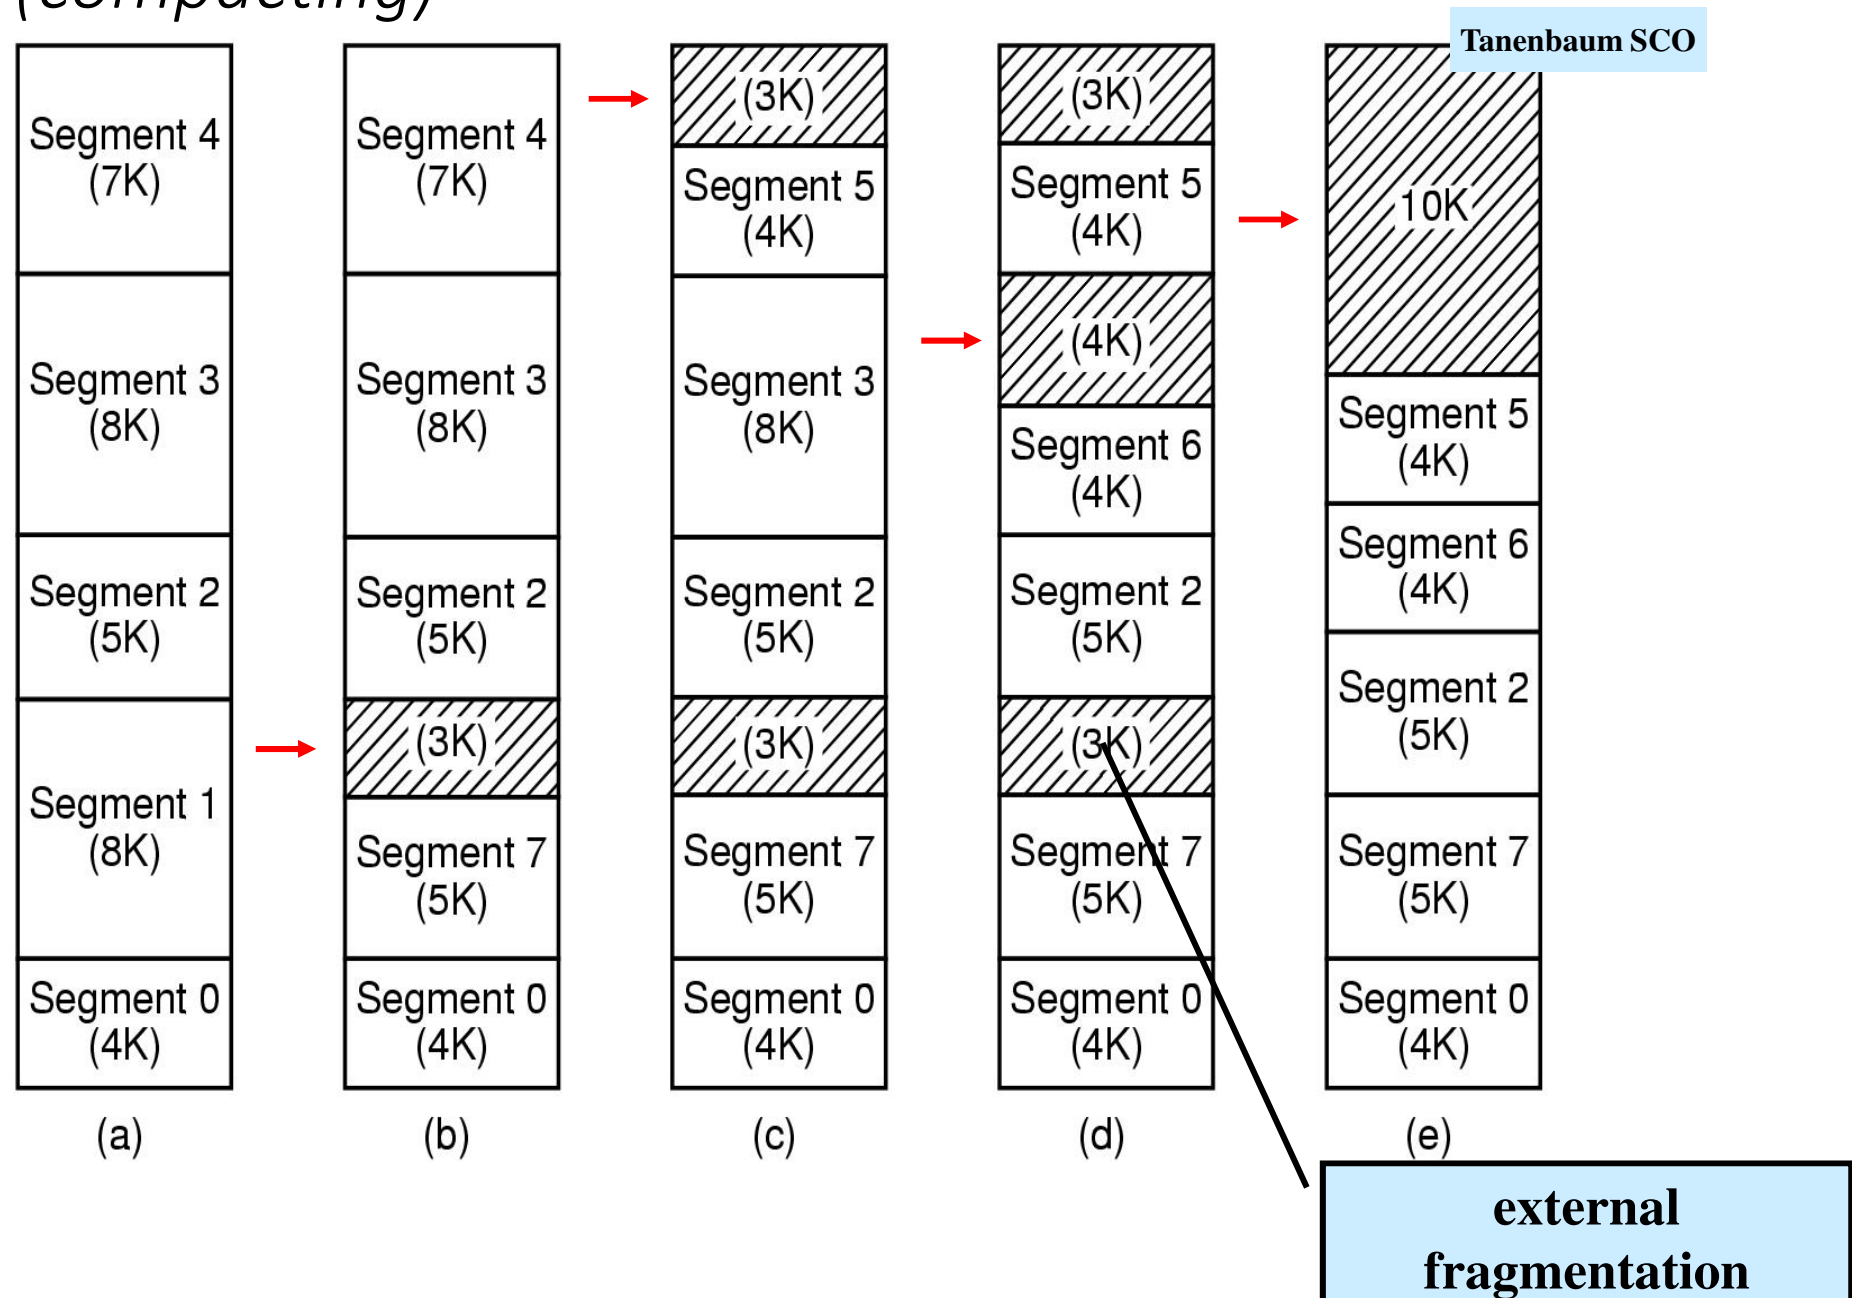 (compacting)
Tanenbaum SCO
Segment 4
(7K)
Segment 3
(8K)
Segment 2
(5K)
Segment 1
(8K)
Segment 0
(4K)
(a)
Segment 4
(7K)
Segment 3
(8K)
Segment 2
(5K)
(3K)
Segment 7
(5K)
Segment 0
(4K)
(b)
(3K)
Segment 5
(4K)
Segment 3
(8K)
Segment 2
(5K)
(3K)
Segment 7
(5K)
Segment 0
(4K)
(c)
(3K)
Segment 5
(4K)
(4K)
Segment 6
(4K)
Segment 2
(5K)
(3K)
Segment 7
(5K)
Segment 0
(4K)
(d)
10K
Segment 5
(4K)
Segment 6
(4K)
Segment 2
(5K)
Segment 7
(5K)
Segment 0
(4K)
(e)
external
fragmentation